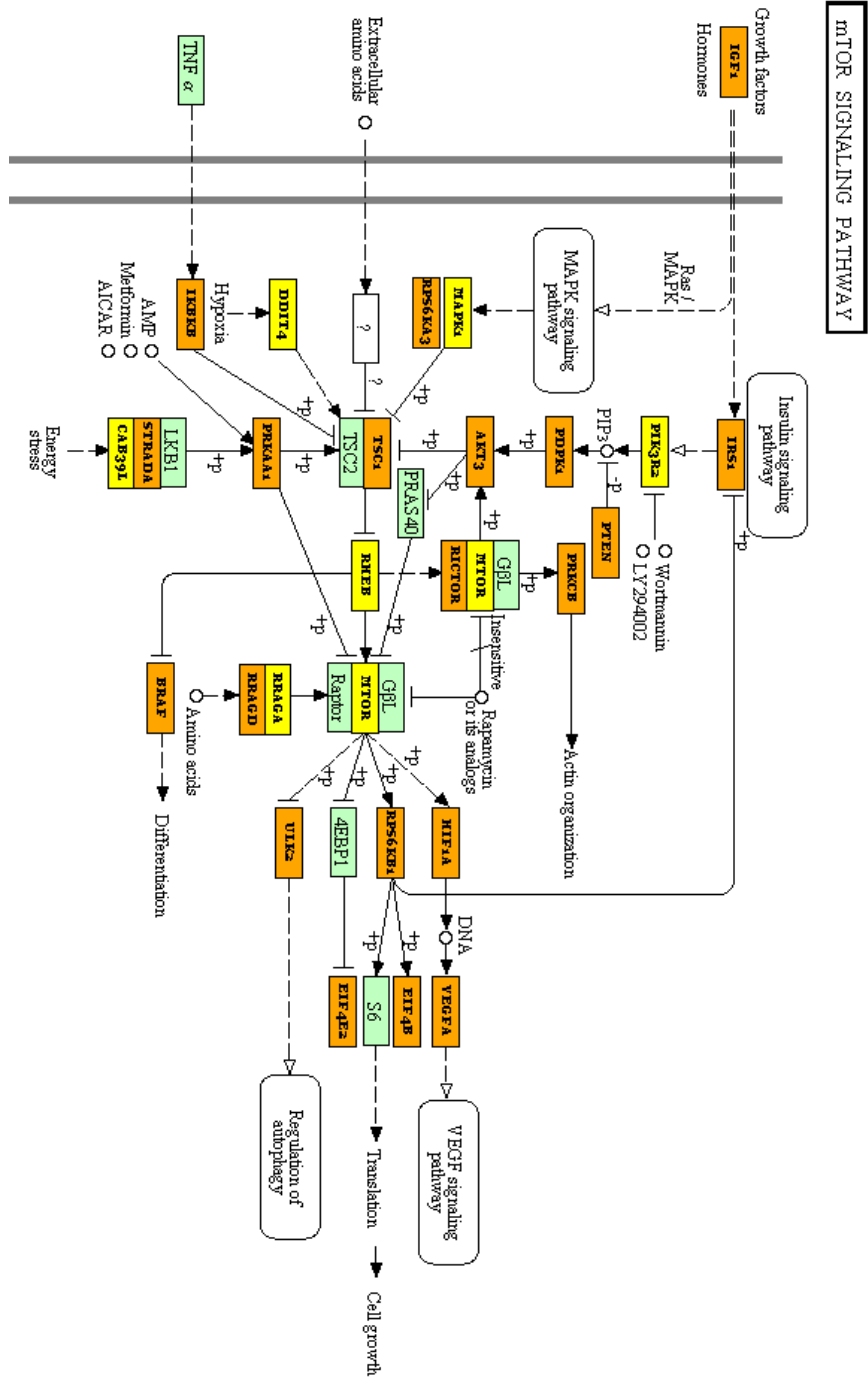 mTOR SIGNALING PATHWAY
Growth factors
Hormones
IGF1
Ras /
MAPK
Insulin signaling
pathway
IRS1
+p
MAPK signaling
pathway
PIK3R2
Wortmannin
LY294002
PIP3
-p
PTEN
PDPK1
+p
PRKCB
+p
Actin organization
Extracellular
amino acids
MAPK1
RPS6KA3
+p
AKT3
+p
+p
+p
PRAS40
+p
GβL
MTOR
RICTOR
Insensitive
Rapamycin
or its analogs
?
?
TSC1
TSC2
RHEB
GβL
MTOR
Raptor
+p
+p
+p
+p
HIF1A
DNA
VEGFA
VEGF signaling
pathway
RPS6KB1
+p
+p
EIF4B
S6
Translation
Cell growth
4EBP1
EIF4E2
DDIT4
Hypoxia
TNF α
IKBKB
+p
+p
PRKAA1
+p
+p
RRAGA
RRAGD
Amino acids
ULK2
Regulation of
autophagy
AMP
Metformin
AICAR
LKB1
STRADA
CAB39L
Energy
stress
BRAF
Differentiation